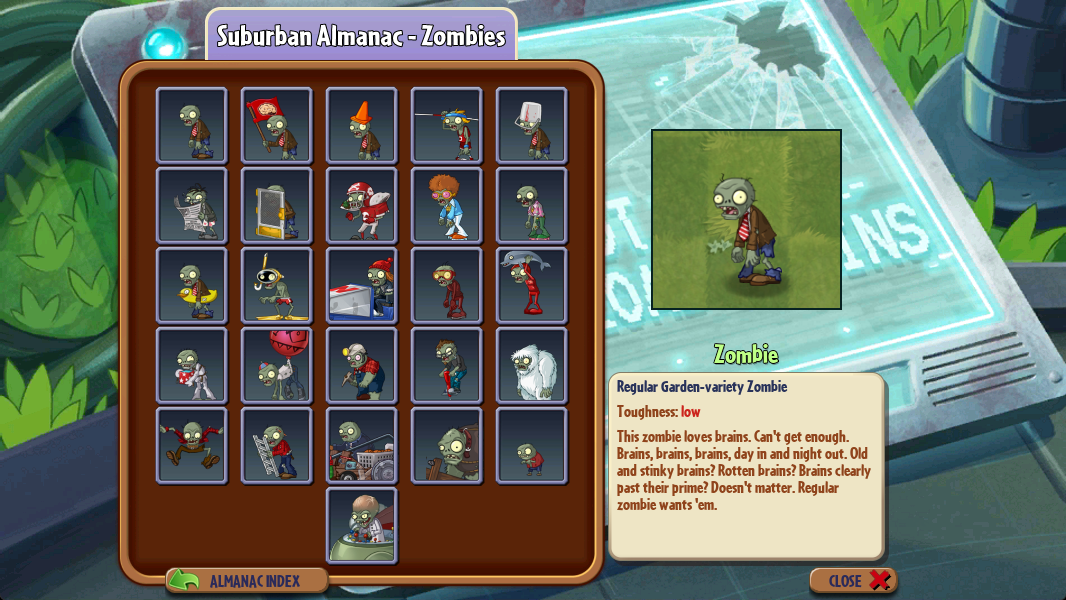 Suburban Almanac - Zombies
Zombie
Regular Garden-variety Zombie
Toughness: low
This zombie loves brains. Can't get enough.
Brains, brains, brains, day in and night out. Old
and stinky brains? Rotten brains? Brains clearly
past their prime? Doesn't matter. Regular
zombie wants 'em.
ALMANAC INDEX
CLOSE